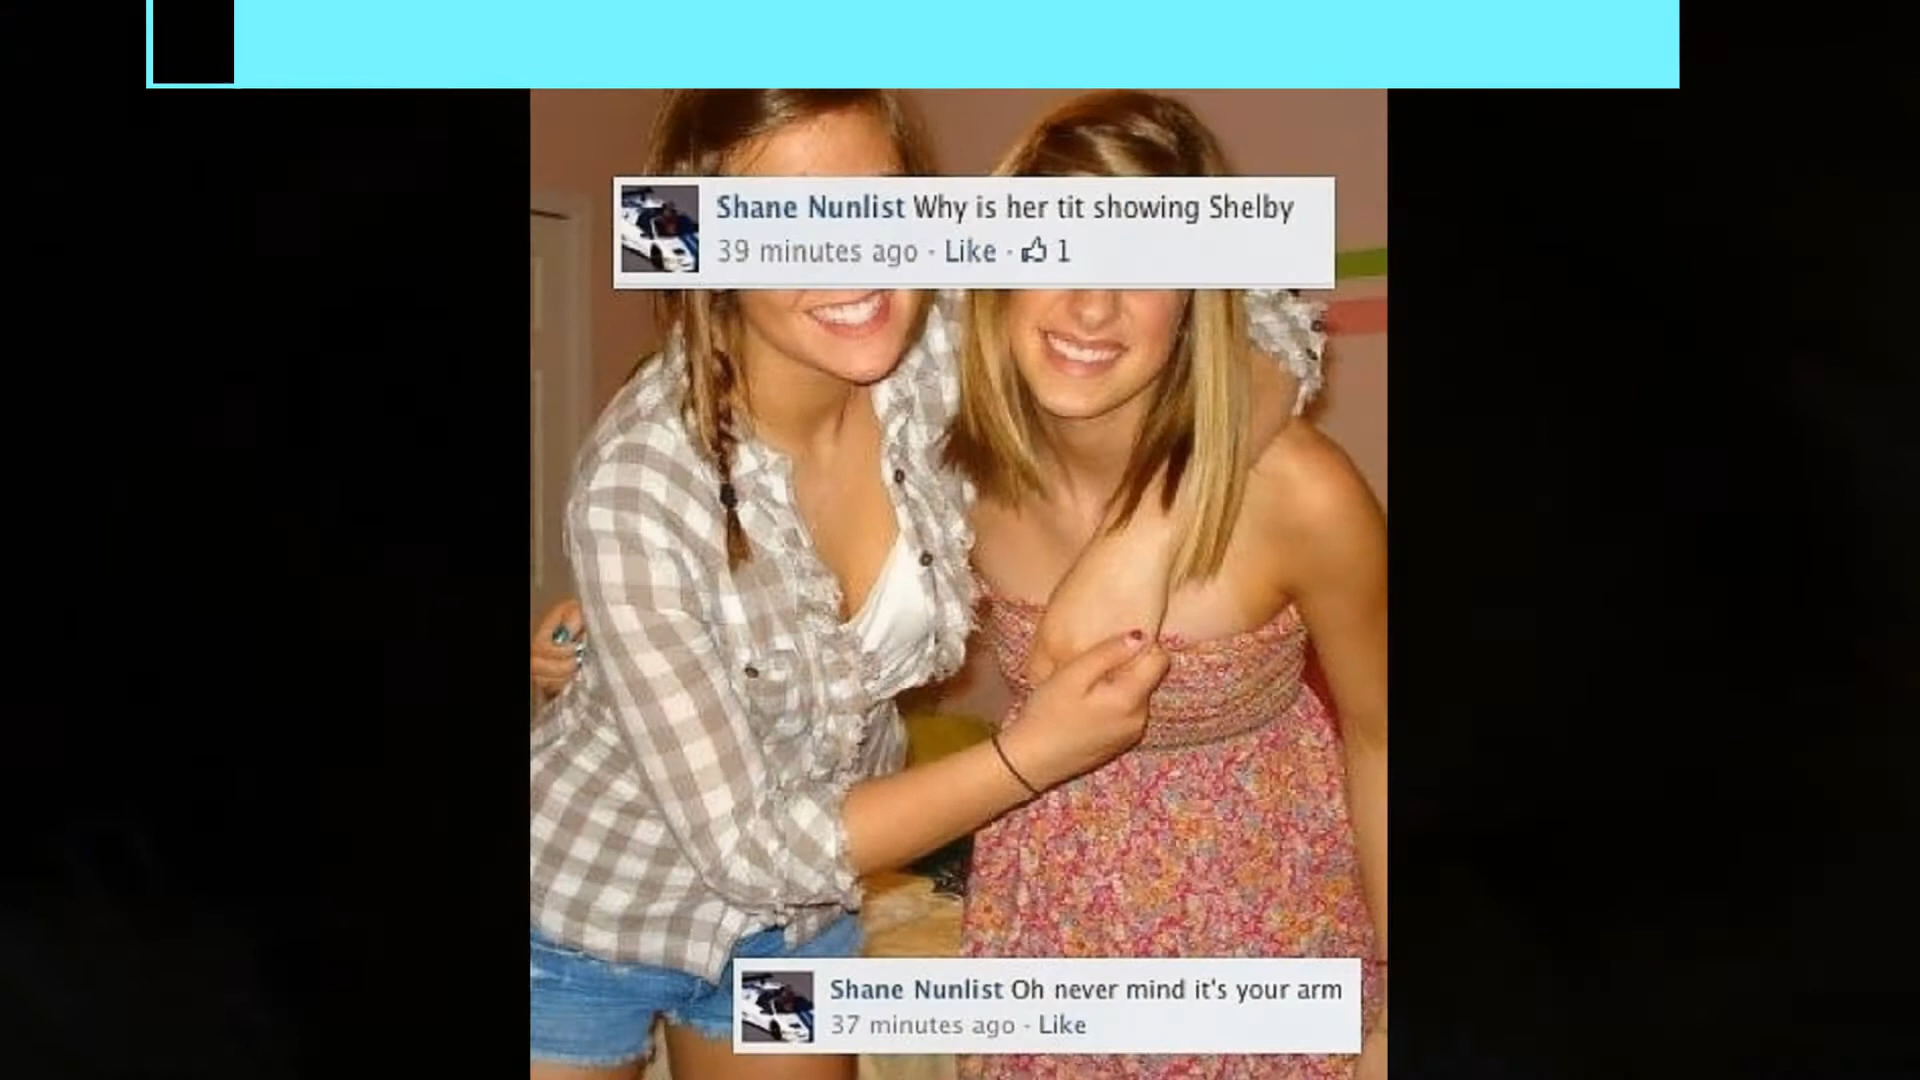 Shane Nunlist Why is her tit showing Shelby
39 minutes ago · Like · 1
Shane Nunlist Oh never mind it's your arm
37 minutes ago · Like